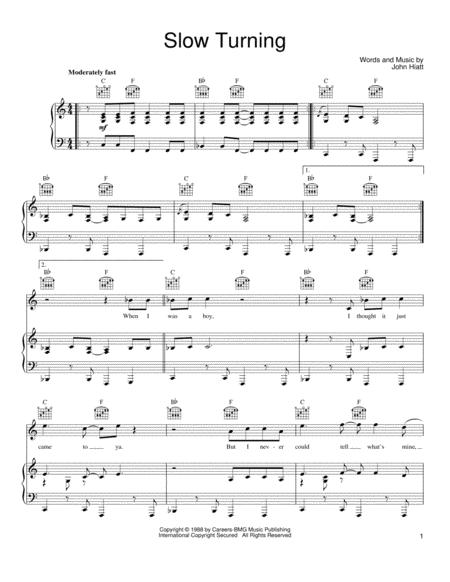 Slow Turning
Words and Music by
John Hiatt
Moderately fast
C F B♭ F C F
mf
1.
B♭ F C F B♭ F
2.
B♭ F C F B♭ F
When I was a boy, I thought it just
C F B♭ F C F
came to ya. But I nev - er could tell what's mine,
Copyright © 1988 by Careers-BMG Music Publishing
International Copyright Secured All Rights Reserved
1